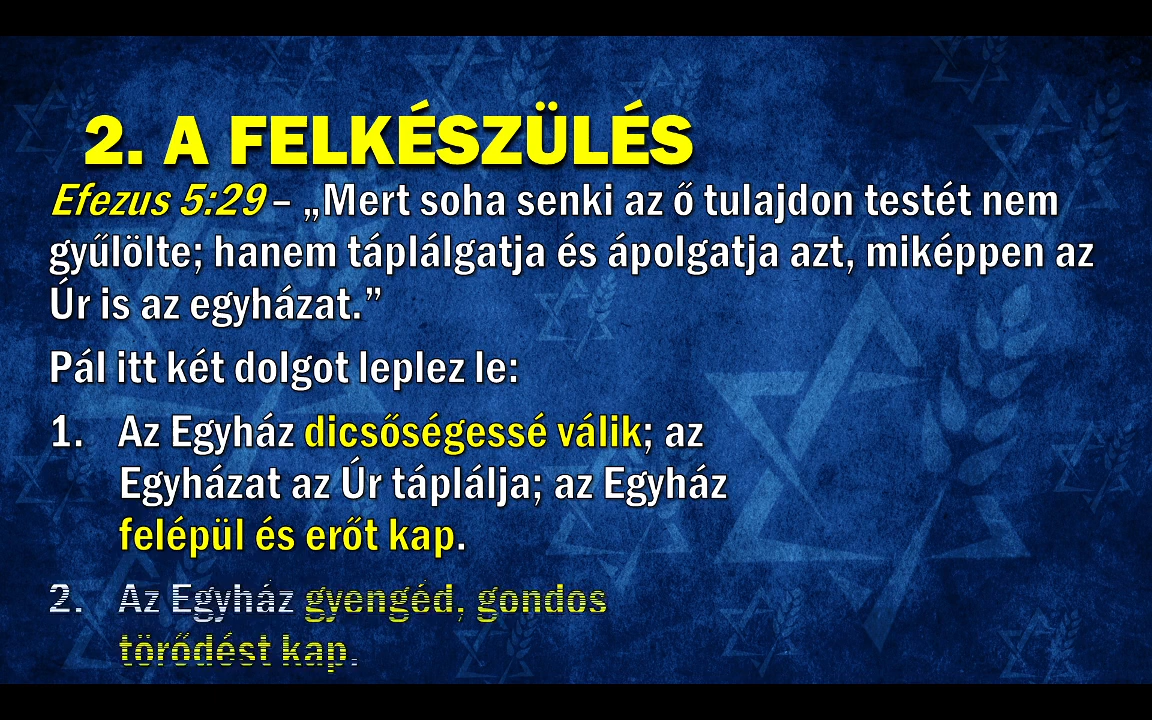 2. A FELKÉSZÜLÉS
Efezus 5:29 – „Mert soha senki az ő tulajdon testét nem
gyűlölte; hanem táplálgatja és ápolgatja azt, miképpen az
Úr is az egyházat.”
Pál itt két dolgot leplez le:
1. Az Egyház dicsőségessé válik; az
Egyházat az Úr táplálja; az Egyház
felépül és erőt kap.
2. Az Egyház gyengéd, gondos
törődést kap.